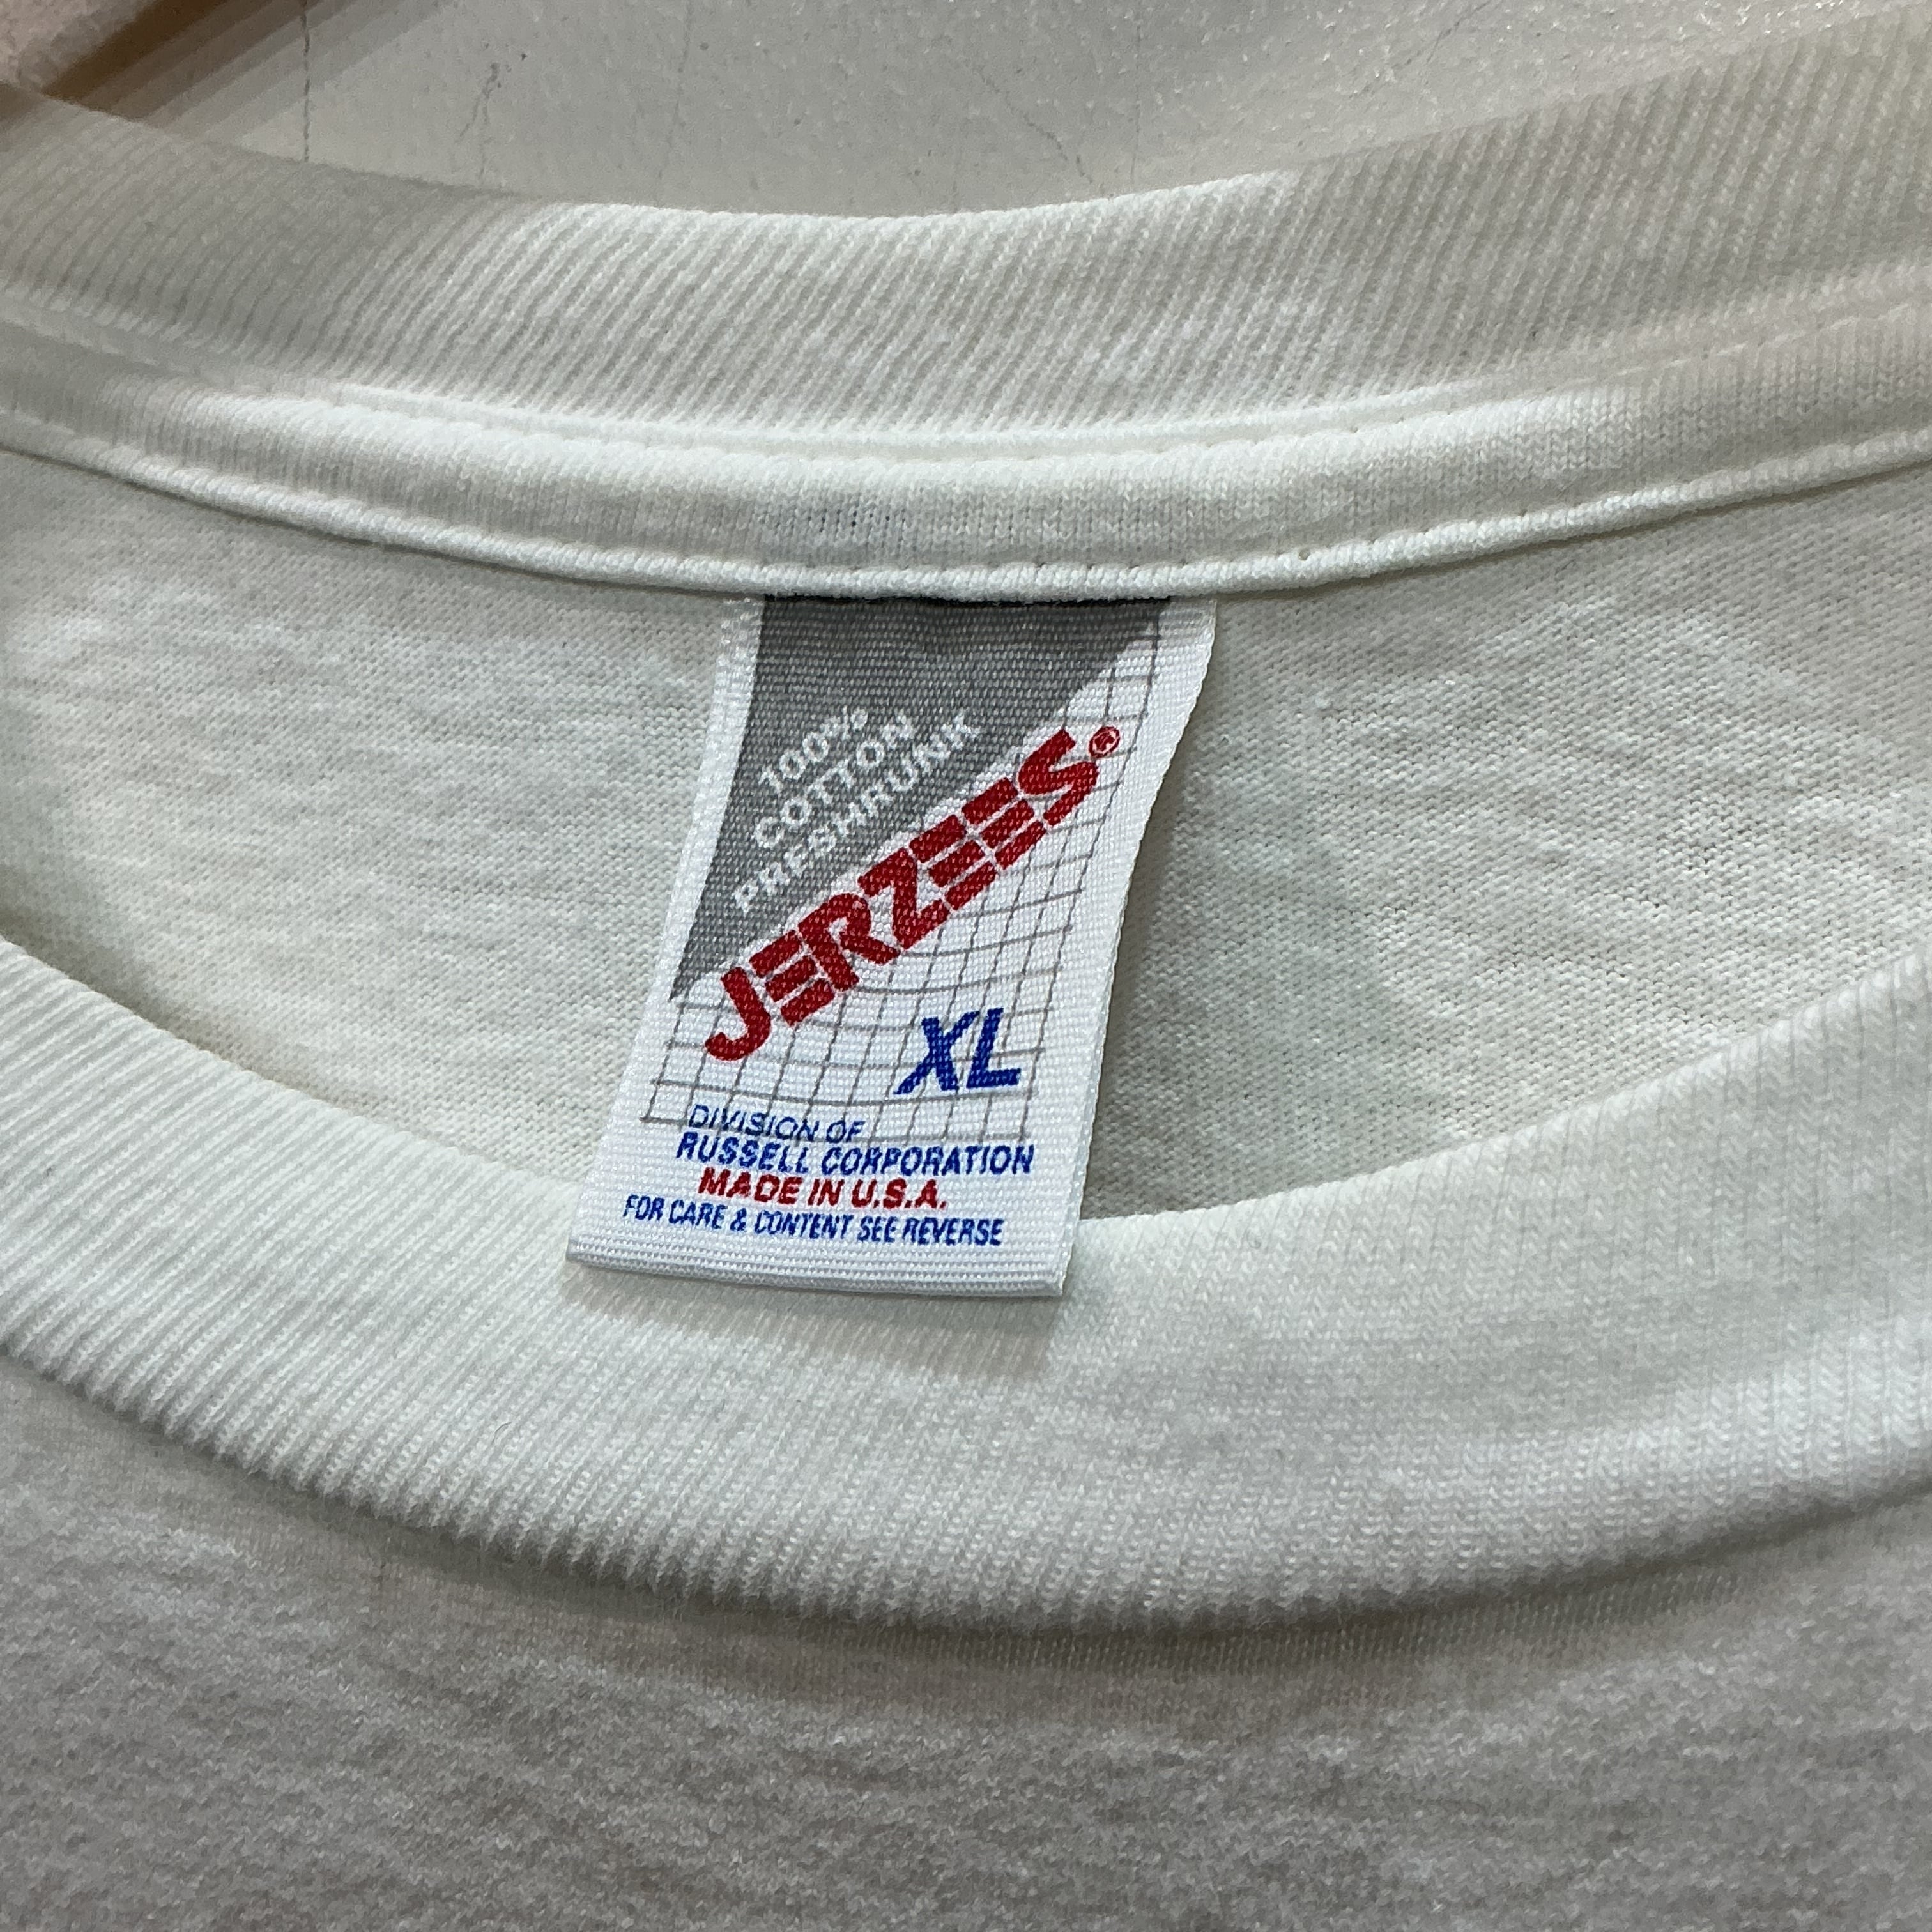 100%
COTTON
PRESHRUNK
JERZEES®
XL
DIVISION OF
RUSSELL CORPORATION
MADE IN U.S.A.
FOR CARE & CONTENT SEE REVERSE